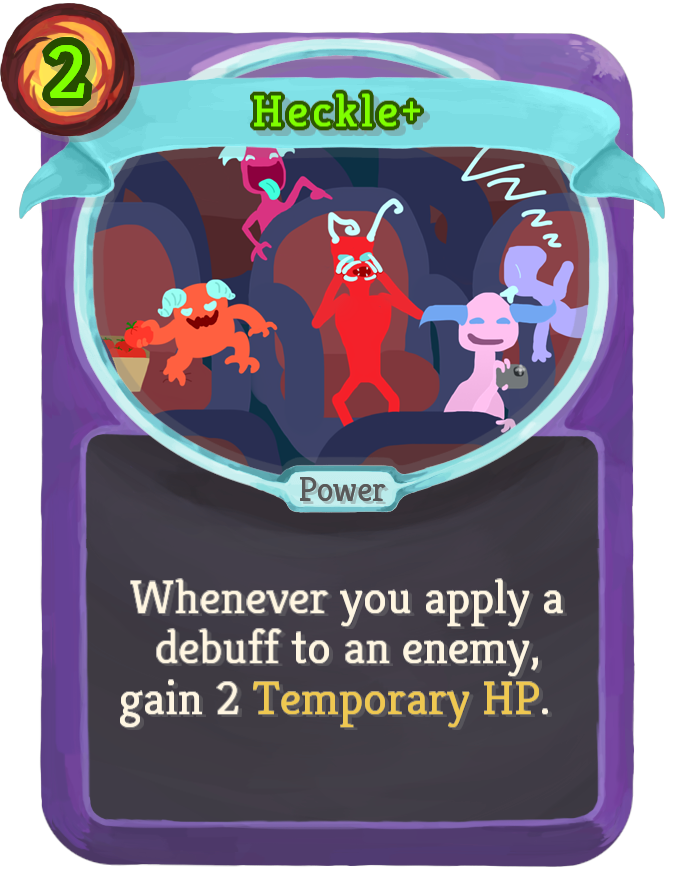 2
Heckle+
Power
Whenever you apply a
debuff to an enemy,
gain 2 Temporary HP.